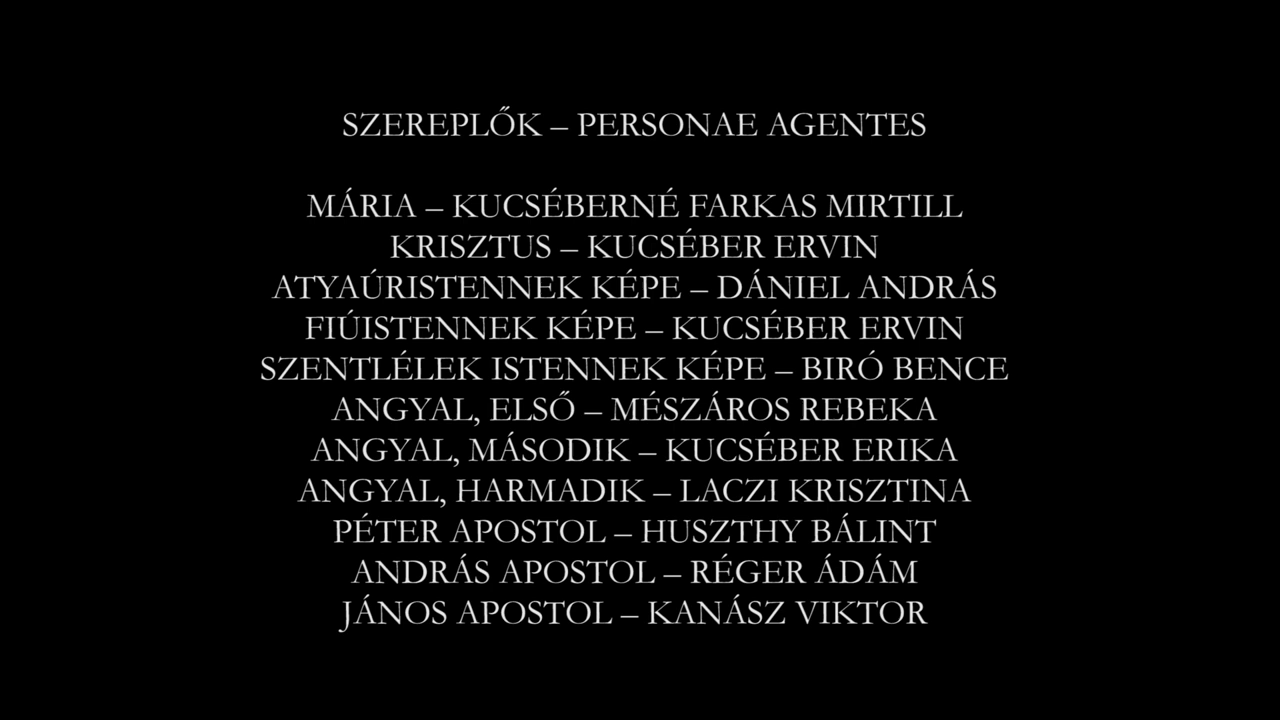 SZEREPLŐK – PERSONAE AGENTES
MÁRIA – KUCSÉBERNÉ FARKAS MIRTILL
KRISZTUS – KUCSÉBER ERVIN
ATYAÚRISTENNEK KÉPE – DÁNIEL ANDRÁS
FIÚISTENNEK KÉPE – KUCSÉBER ERVIN
SZENTLÉLEK ISTENNEK KÉPE – BIRÓ BENCE
ANGYAL, ELSŐ – MÉSZÁROS REBEKA
ANGYAL, MÁSODIK – KUCSÉBER ERIKA
ANGYAL, HARMADIK – LACZI KRISZTINA
PÉTER APOSTOL – HUSZTHY BÁLINT
ANDRÁS APOSTOL – RÉGER ÁDÁM
JÁNOS APOSTOL – KANÁSZ VIKTOR